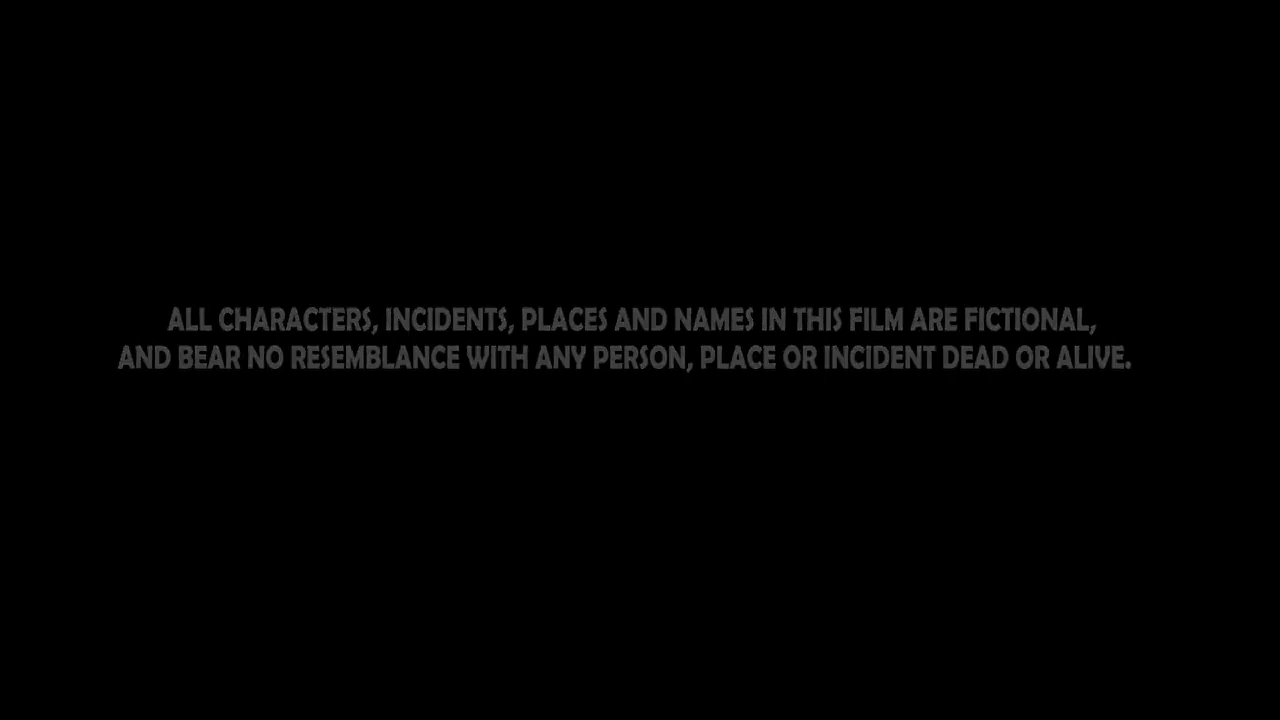 ALL CHARACTERS, INCIDENTS, PLACES AND NAMES IN THIS FILM ARE FICTIONAL,
AND BEAR NO RESEMBLANCE WITH ANY PERSON, PLACE OR INCIDENT DEAD OR ALIVE.